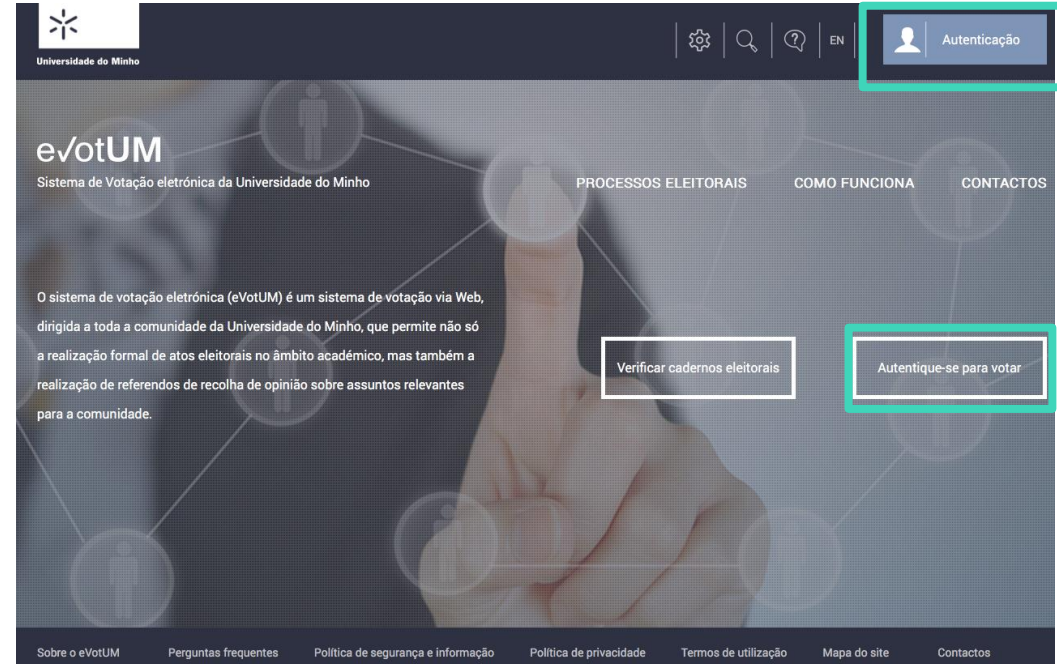 Universidade do Minho
EN
Autenticação
e√otUM
Sistema de Votação eletrónica da Universidade do Minho
PROCESSOS ELEITORAIS
COMO FUNCIONA
CONTACTOS
O sistema de votação eletrónica (eVotUM) é um sistema de votação via Web,
dirigida a toda a comunidade da Universidade do Minho, que permite não só
a realização formal de atos eleitorais no âmbito académico, mas também a
realização de referendos de recolha de opinião sobre assuntos relevantes
para a comunidade.
Verificar cadernos eleitorais
Autentique-se para votar
Sobre o eVotUM
Perguntas frequentes
Política de segurança e informação
Política de privacidade
Termos de utilização
Mapa do site
Contactos